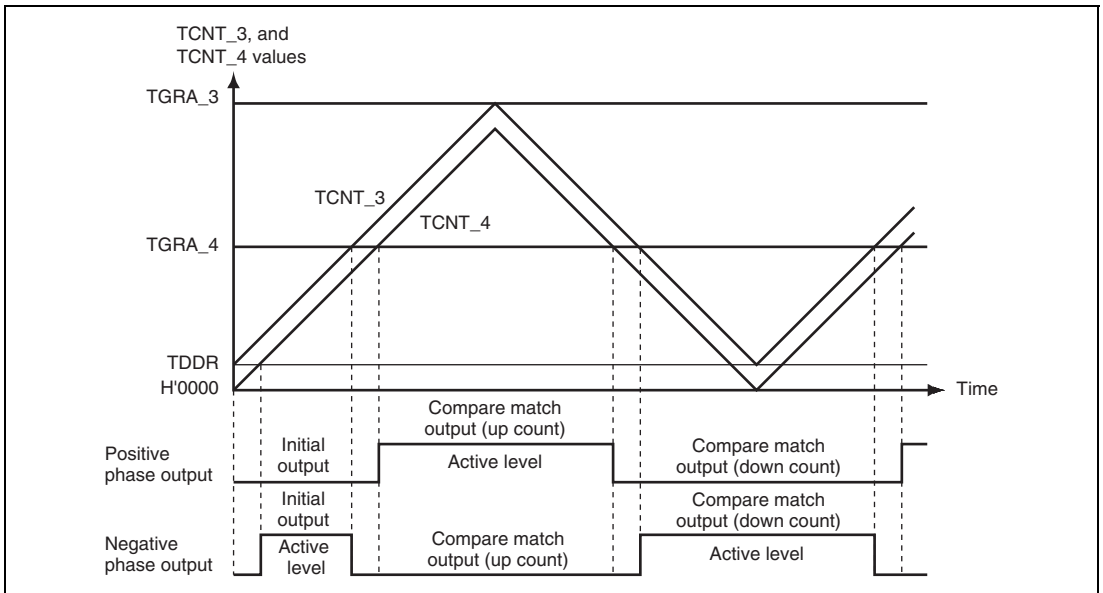 TCNT_3, and
TCNT_4 values
TGRA_3
TCNT_3
TCNT_4
TGRA_4
TDDR
H'0000
Time
Compare match
output (up count)
Positive
phase output
Initial
output
Active level
Compare match
output (down count)
Initial
output
Compare match
output (down count)
Negative
phase output
Active
level
Compare match
output (up count)
Active level